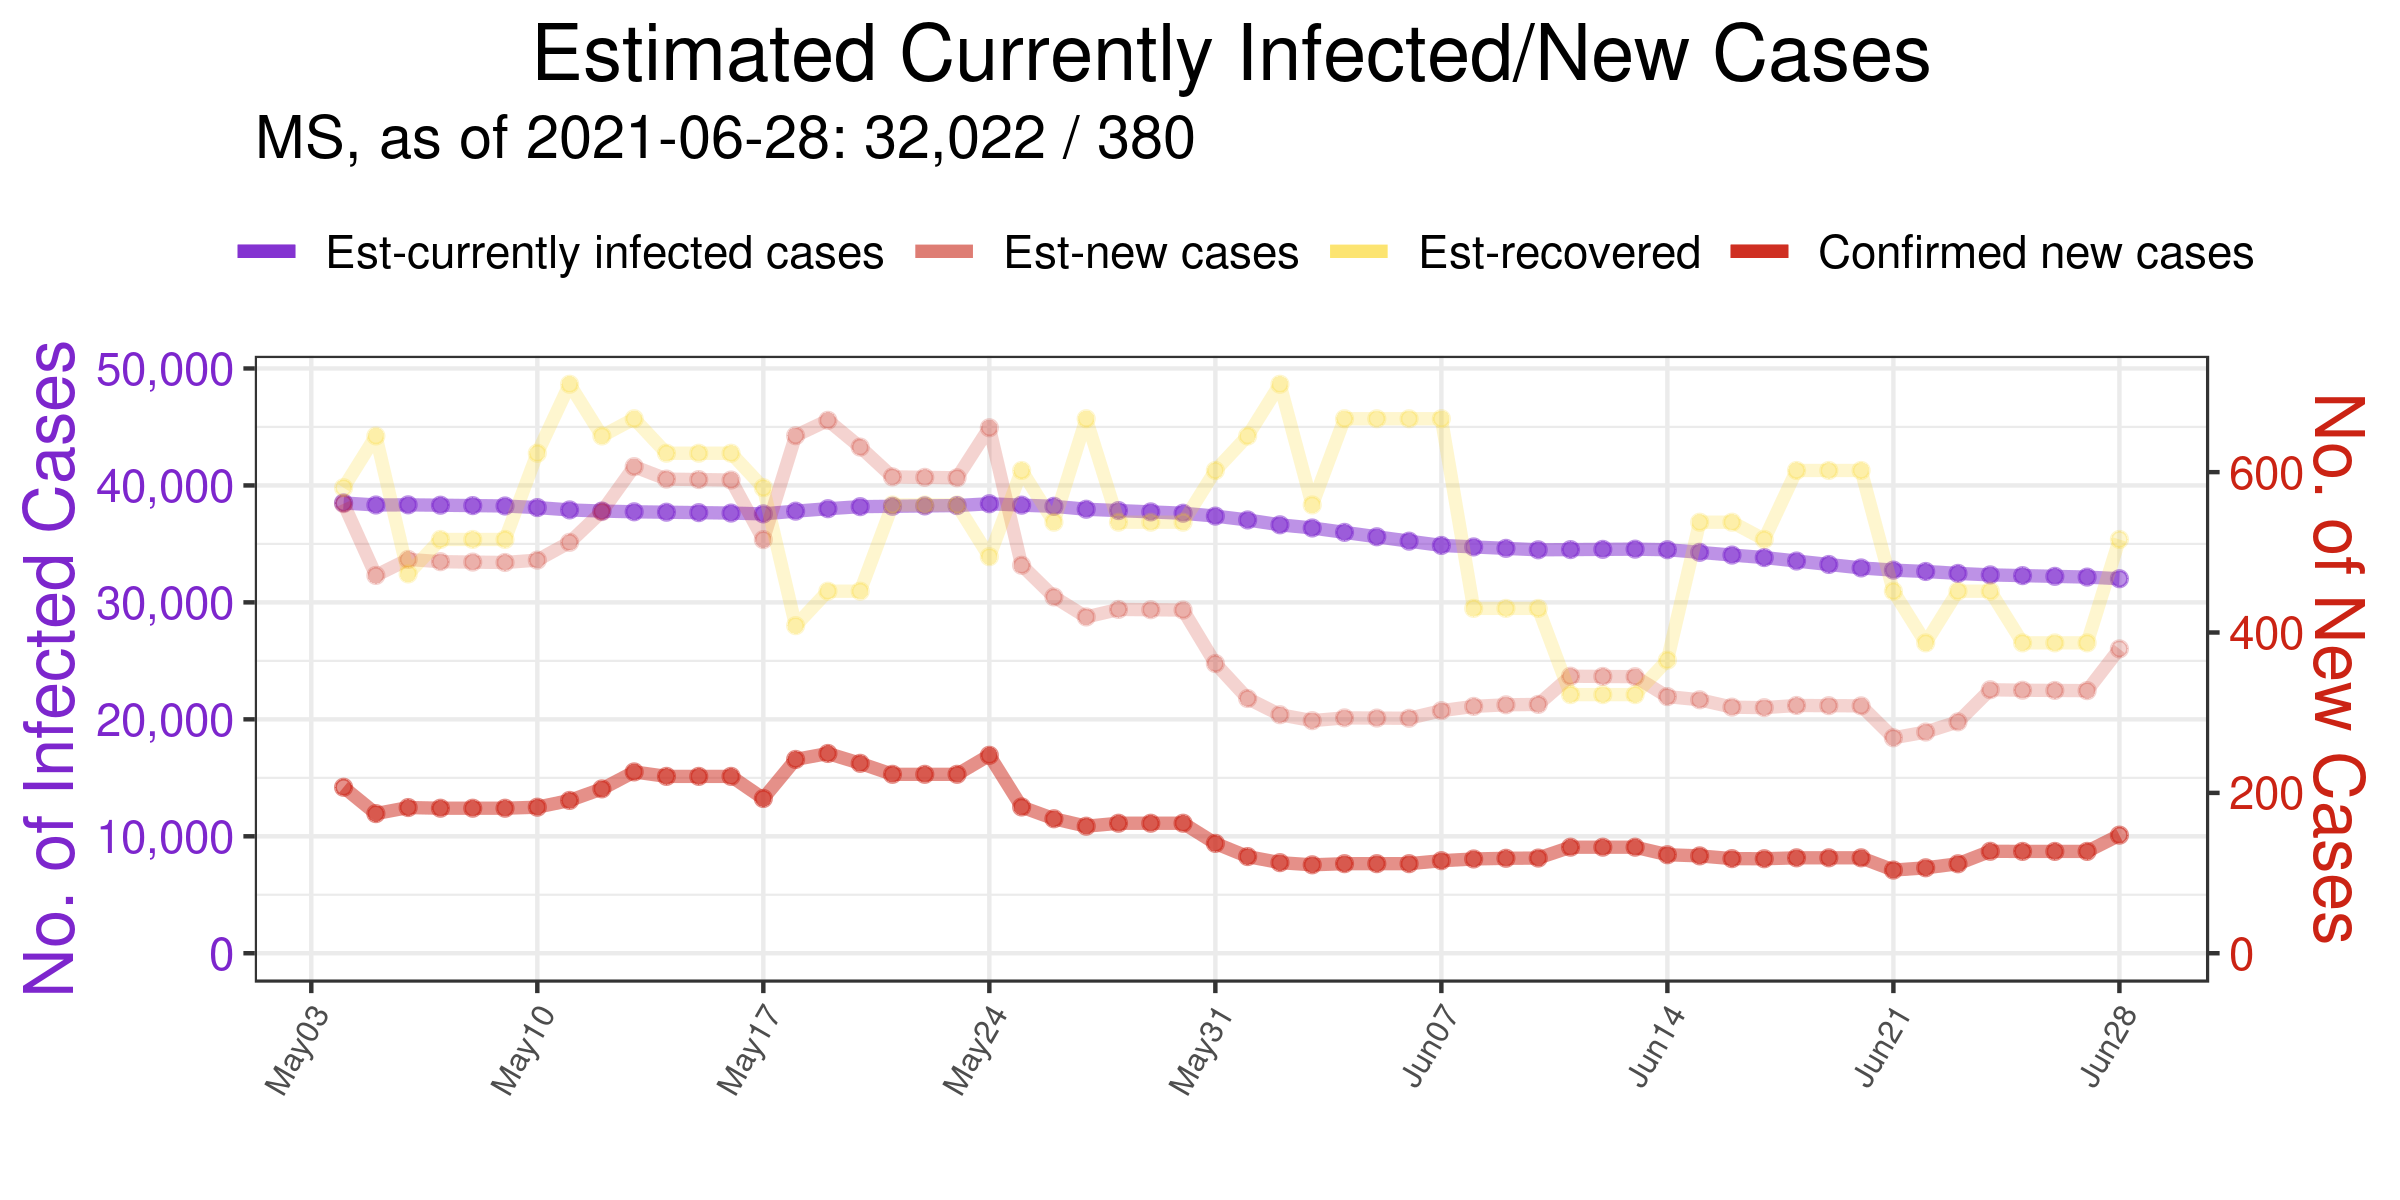 Estimated Currently Infected/New Cases
MS, as of 2021-06-28: 32,022 / 380
Est-currently infected cases Est-new cases Est-recovered Confirmed new cases
No. of Infected Cases
50,000
40,000
30,000
20,000
10,000
0
600
400
200
0
No. of New Cases
May03 May10 May17 May24 May31 Jun07 Jun14 Jun21 Jun28